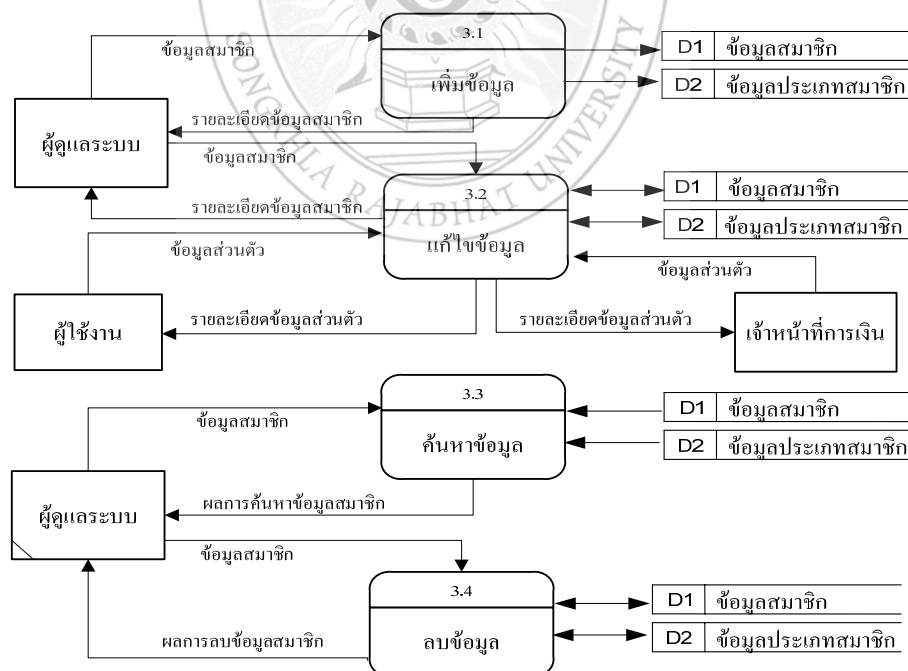 3.1
เพิ่มข้อมูล
ข้อมูลสมาชิก
D1 ข้อมูลสมาชิก
D2 ข้อมูลประเภทสมาชิก
ผู้ดูแลระบบ
รายละเอียดข้อมูลสมาชิก
ข้อมูลสมาชิก
SONGKHLA RAJABHAT UNIVERSITY
3.2
แก้ไขข้อมูล
รายละเอียดข้อมูลสมาชิก
D1 ข้อมูลสมาชิก
D2 ข้อมูลประเภทสมาชิก
ข้อมูลส่วนตัว
ข้อมูลส่วนตัว
ผู้ใช้งาน
รายละเอียดข้อมูลส่วนตัว
รายละเอียดข้อมูลส่วนตัว
เจ้าหน้าที่การเงิน
3.3
ค้นหาข้อมูล
ข้อมูลสมาชิก
D1 ข้อมูลสมาชิก
D2 ข้อมูลประเภทสมาชิก
ผู้ดูแลระบบ
ผลการค้นหาข้อมูลสมาชิก
ข้อมูลสมาชิก
3.4
ลบข้อมูล
ผลการลบข้อมูลสมาชิก
D1 ข้อมูลสมาชิก
D2 ข้อมูลประเภทสมาชิก